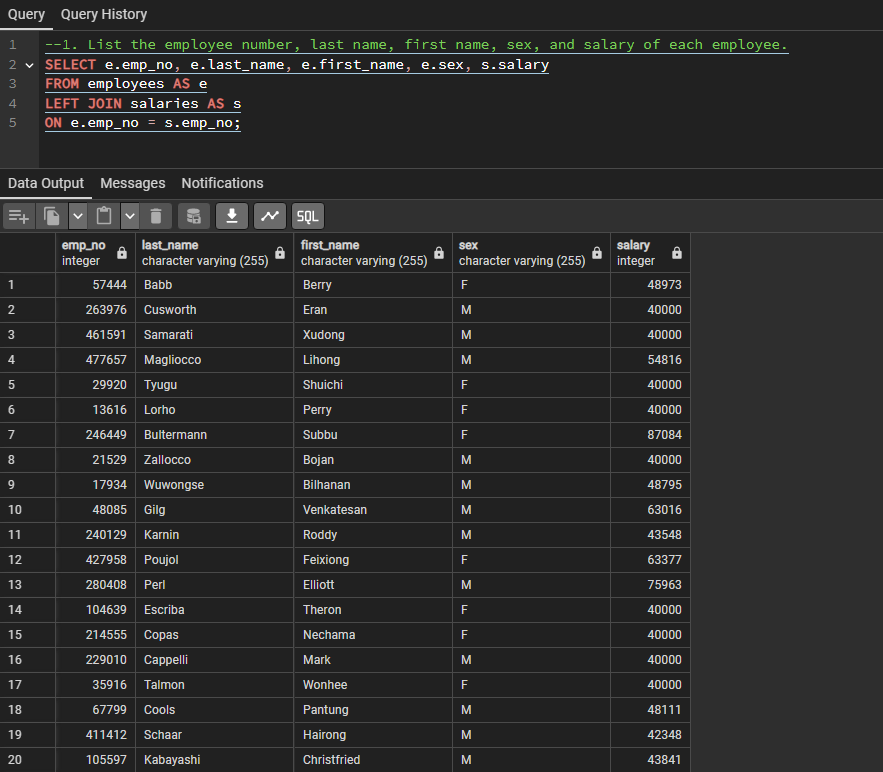 Query Query History
1 --1. List the employee number, last name, first name, sex, and salary of each employee.
2 SELECT e.emp_no, e.last_name, e.first_name, e.sex, s.salary
3 FROM employees AS e
4 LEFT JOIN salaries AS s
5 ON e.emp_no = s.emp_no;
Data Output Messages Notifications
SQL
emp_no last_name first_name sex salary
integer character varying (255) character varying (255) character varying (255) integer
1 57444 Babb Berry F 48973
2 263976 Cusworth Eran M 40000
3 461591 Samarati Xudong M 40000
4 477657 Magliocco Lihong M 54816
5 29920 Tyugu Shuichi F 40000
6 13616 Lorho Perry F 40000
7 246449 Bultermann Subbu F 87084
8 21529 Zallocco Bojan M 40000
9 17934 Wuwongse Bilhanan M 48795
10 48085 Gilg Venkatesan M 63016
11 240129 Karnin Roddy M 43548
12 427958 Poujol Feixiong F 63377
13 280408 Perl Elliott M 75963
14 104639 Escriba Theron F 40000
15 214555 Copas Nechama F 40000
16 229010 Cappelli Mark M 40000
17 35916 Talmon Wonhee F 40000
18 67799 Cools Pantung M 48111
19 411412 Schaar Hairong M 42348
20 105597 Kabayashi Christfried M 43841